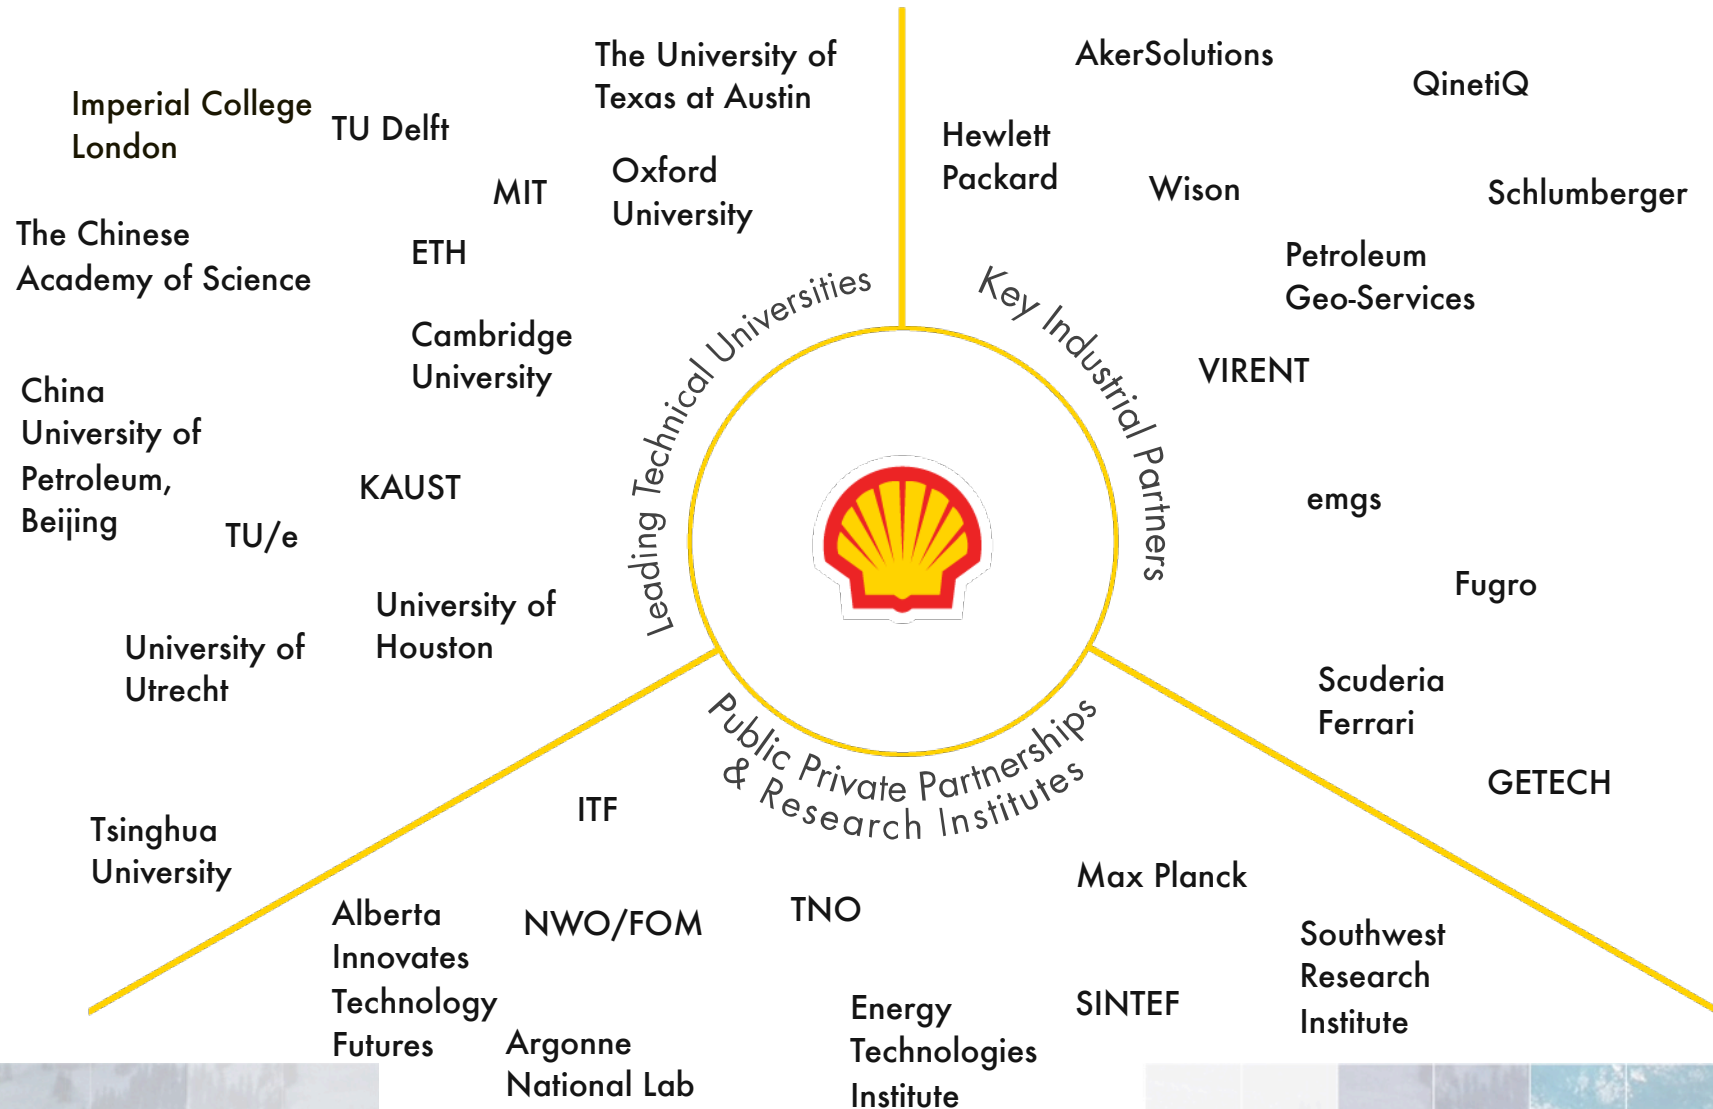 The University of
Texas at Austin
Imperial College
London
TU Delft
MIT
Oxford
University
The Chinese
Academy of Science
ETH
Cambridge
University
China
University of
Petroleum,
Beijing
KAUST
TU/e
University of
Houston
University of
Utrecht
Tsinghua
University
Leading Technical Universities
AkerSolutions
QinetiQ
Hewlett
Packard
Wison
Schlumberger
Petroleum
Geo-Services
VIRENT
emgs
Fugro
Scuderia
Ferrari
GETECH
Key Industrial Partners
Public Private Partnerships
& Research Institutes
ITF
Max Planck
TNO
NWO/FOM
Alberta
Innovates
Technology
Futures
Argonne
National Lab
Energy
Technologies
Institute
SINTEF
Southwest
Research
Institute